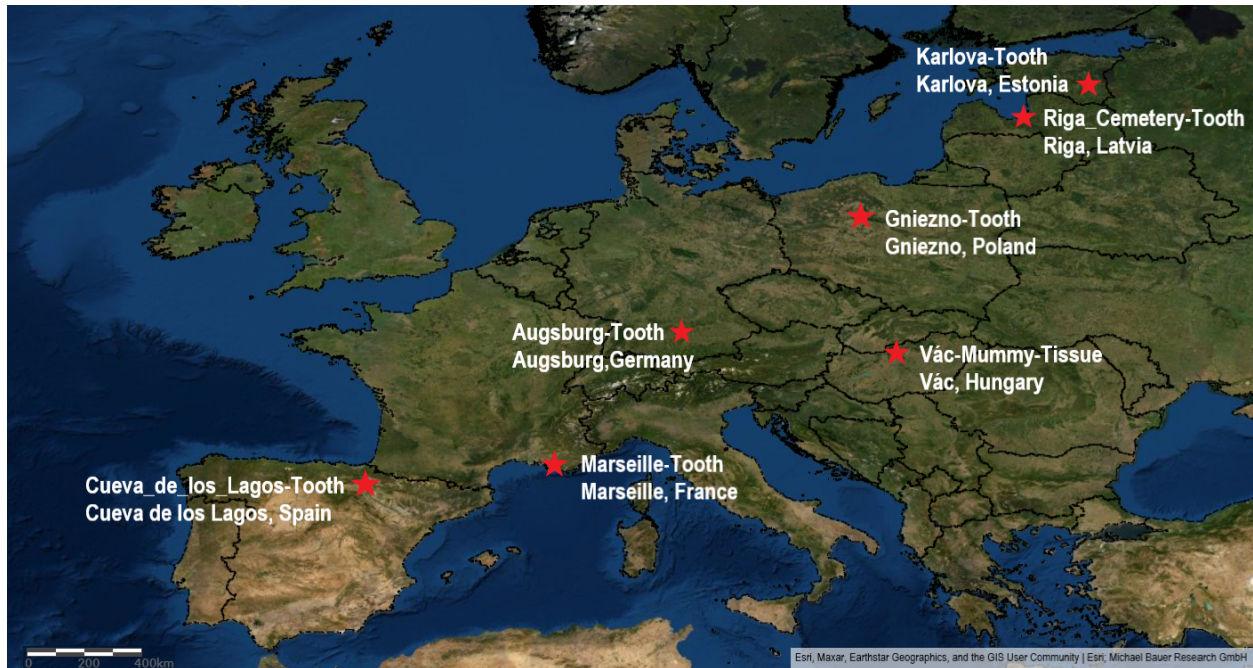 Karlova-Tooth
Karlova, Estonia
Riga_Cemetery-Tooth
Riga, Latvia
Gniezno-Tooth
Gniezno, Poland
Augsburg-Tooth
Augsburg,Germany
Vác-Mummy-Tissue
Vác, Hungary
Marseille-Tooth
Marseille, France
Cueva_de_los_Lagos-Tooth
Cueva de los Lagos, Spain
0 200 400km
Esri, Maxar, Earthstar Geographics, and the GIS User Community | Esri; Michael Bauer Research GmbH